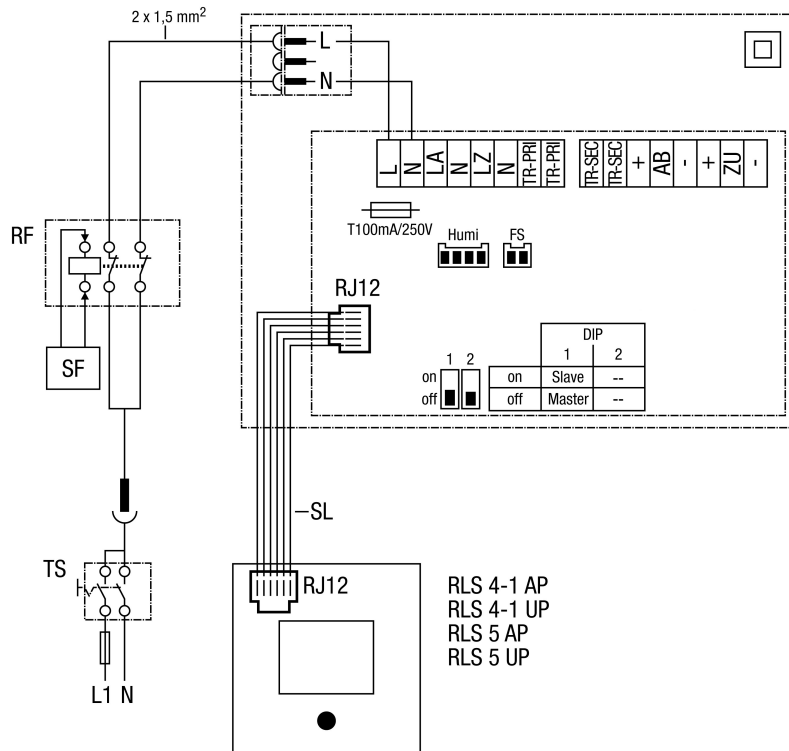 2 x 1,5 mm²
L
N
L N LA N LZ N TR-PRI TR-PRI TR-SEC TR-SEC + AB - + ZU -
T100mA/250V
Humi FS
RF
SF
RJ12
DIP
1 2
on
off
1 2
on Slave --
off Master --
SL
TS
RJ12
L1 N
RLS 4-1 AP
RLS 4-1 UP
RLS 5 AP
RLS 5 UP